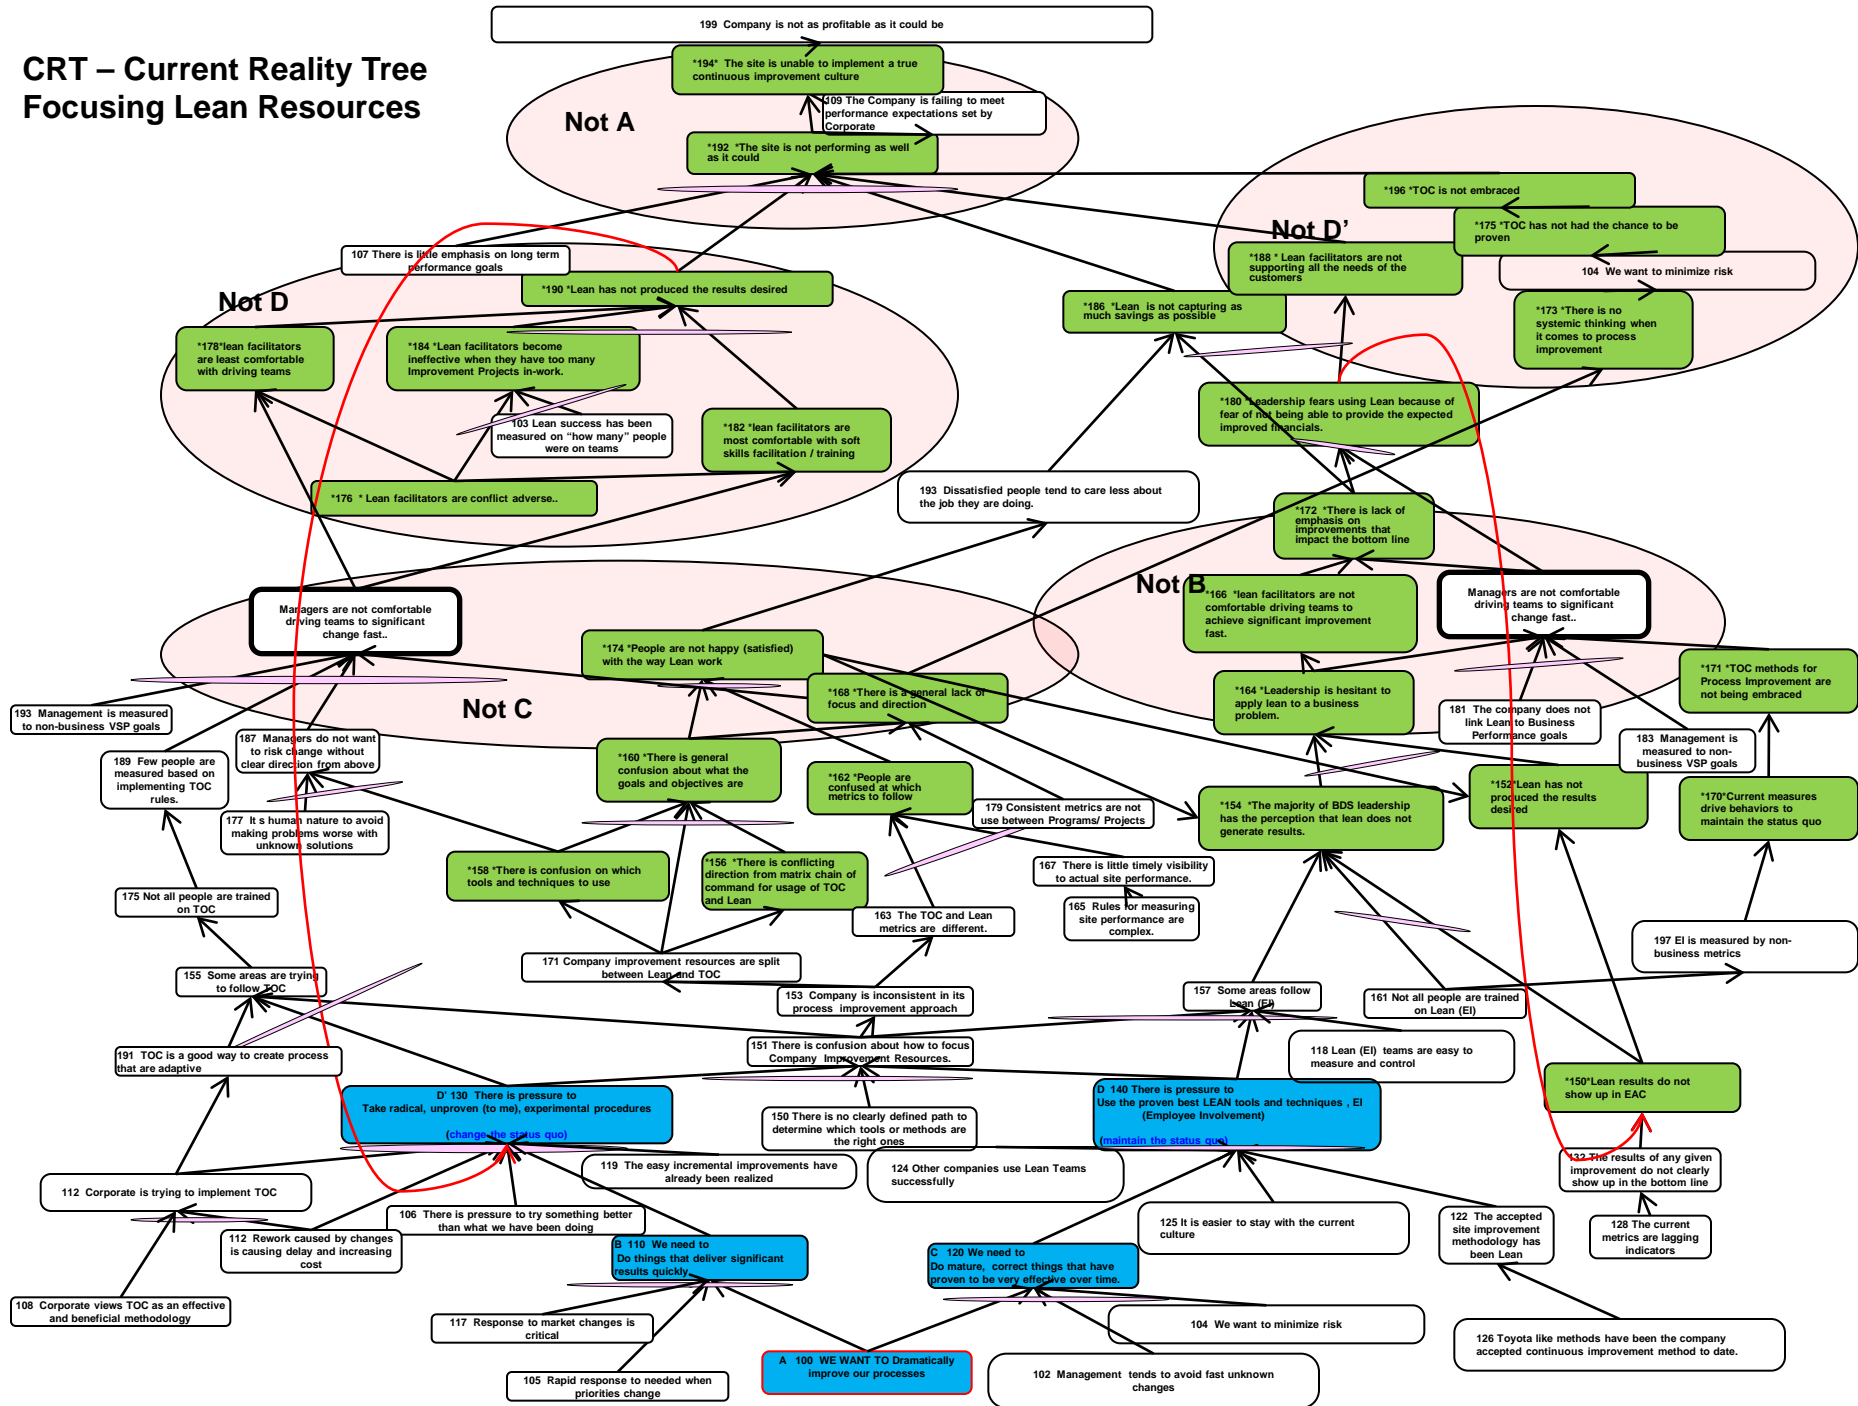 199 Company is not as profitable as it could be
CRT – Current Reality Tree
Focusing Lean Resources
*194* The site is unable to implement a true
continuous improvement culture
Not A
109 The Company is failing to meet
performance expectations set by
Corporate
*192 *The site is not performing as well
as it could
*196 *TOC is not embraced
*175 *TOC has not had the chance to be
proven
Not D’
*188 * Lean facilitators are not
supporting all the needs of the
customers
104 We want to minimize risk
107 There is little emphasis on long term
performance goals
*190 *Lean has not produced the results desired
Not D
*186 *Lean is not capturing as
much savings as possible
*173 *There is no
systemic thinking when
it comes to process
improvement
*178*lean facilitators
are least comfortable
with driving teams
*184 *Lean facilitators become
ineffective when they have too many
Improvement Projects in-work.
*180 *Leadership fears using Lean because of
fear of not being able to provide the expected
improved financials.
103 Lean success has been
measured on “how many” people
were on teams
*182 *lean facilitators are
most comfortable with soft
skills facilitation / training
*176 * Lean facilitators are conflict adverse..
193 Dissatisfied people tend to care less about
the job they are doing.
*172 *There is lack of
emphasis on
improvements that
impact the bottom line
Not B
Managers are not comfortable
driving teams to significant
change fast..
*166 *lean facilitators are not
comfortable driving teams to
achieve significant improvement
fast.
Managers are not comfortable
driving teams to significant
change fast..
*174 *People are not happy (satisfied)
with the way Lean work
*171 *TOC methods for
Process Improvement are
not being embraced
*168 *There is a general lack of
focus and direction
*164 *Leadership is hesitant to
apply lean to a business
problem.
Not C
193 Management is measured
to non-business VSP goals
181 The company does not
link Lean to Business
Performance goals
187 Managers do not want
to risk change without
clear direction from above
183 Management is
measured to non-
business VSP goals
189 Few people are
measured based on
implementing TOC
rules.
*160 *There is general
confusion about what the
goals and objectives are
*162 *People are
confused at which
metrics to follow
179 Consistent metrics are not
use between Programs/ Projects
*154 *The majority of BDS leadership
has the perception that lean does not
generate results.
*152*Lean has not
produced the results
desired
*170*Current measures
drive behaviors to
maintain the status quo
177 It s human nature to avoid
making problems worse with
unknown solutions
*158 *There is confusion on which
tools and techniques to use
*156 *There is conflicting
direction from matrix chain of
command for usage of TOC
and Lean
167 There is little timely visibility
to actual site performance.
175 Not all people are trained
on TOC
163 The TOC and Lean
metrics are different.
165 Rules for measuring
site performance are
complex.
197 EI is measured by non-
business metrics
155 Some areas are trying
to follow TOC
171 Company improvement resources are split
between Lean and TOC
153 Company is inconsistent in its
process improvement approach
157 Some areas follow
Lean (EI)
161 Not all people are trained
on Lean (EI)
191 TOC is a good way to create process
that are adaptive
151 There is confusion about how to focus
Company Improvement Resources.
118 Lean (EI) teams are easy to
measure and control
D’ 130 There is pressure to
Take radical, unproven (to me), experimental procedures
(change the status quo)
150 There is no clearly defined path to
determine which tools or methods are
the right ones
D 140 There is pressure to
Use the proven best LEAN tools and techniques , EI
(Employee Involvement)
(maintain the status quo)
*150*Lean results do not
show up in EAC
112 Corporate is trying to implement TOC
119 The easy incremental improvements have
already been realized
124 Other companies use Lean Teams
successfully
132 The results of any given
improvement do not clearly
show up in the bottom line
106 There is pressure to try something better
than what we have been doing
112 Rework caused by changes
is causing delay and increasing
cost
125 It is easier to stay with the current
culture
122 The accepted
site improvement
methodology has
been Lean
128 The current
metrics are lagging
indicators
B 110 We need to
Do things that deliver significant
results quickly
C 120 We need to
Do mature, correct things that have
proven to be very effective over time.
108 Corporate views TOC as an effective
and beneficial methodology
117 Response to market changes is
critical
104 We want to minimize risk
126 Toyota like methods have been the company
accepted continuous improvement method to date.
A 100 WE WANT TO Dramatically
improve our processes
105 Rapid response to needed when
priorities change
102 Management tends to avoid fast unknown
changes